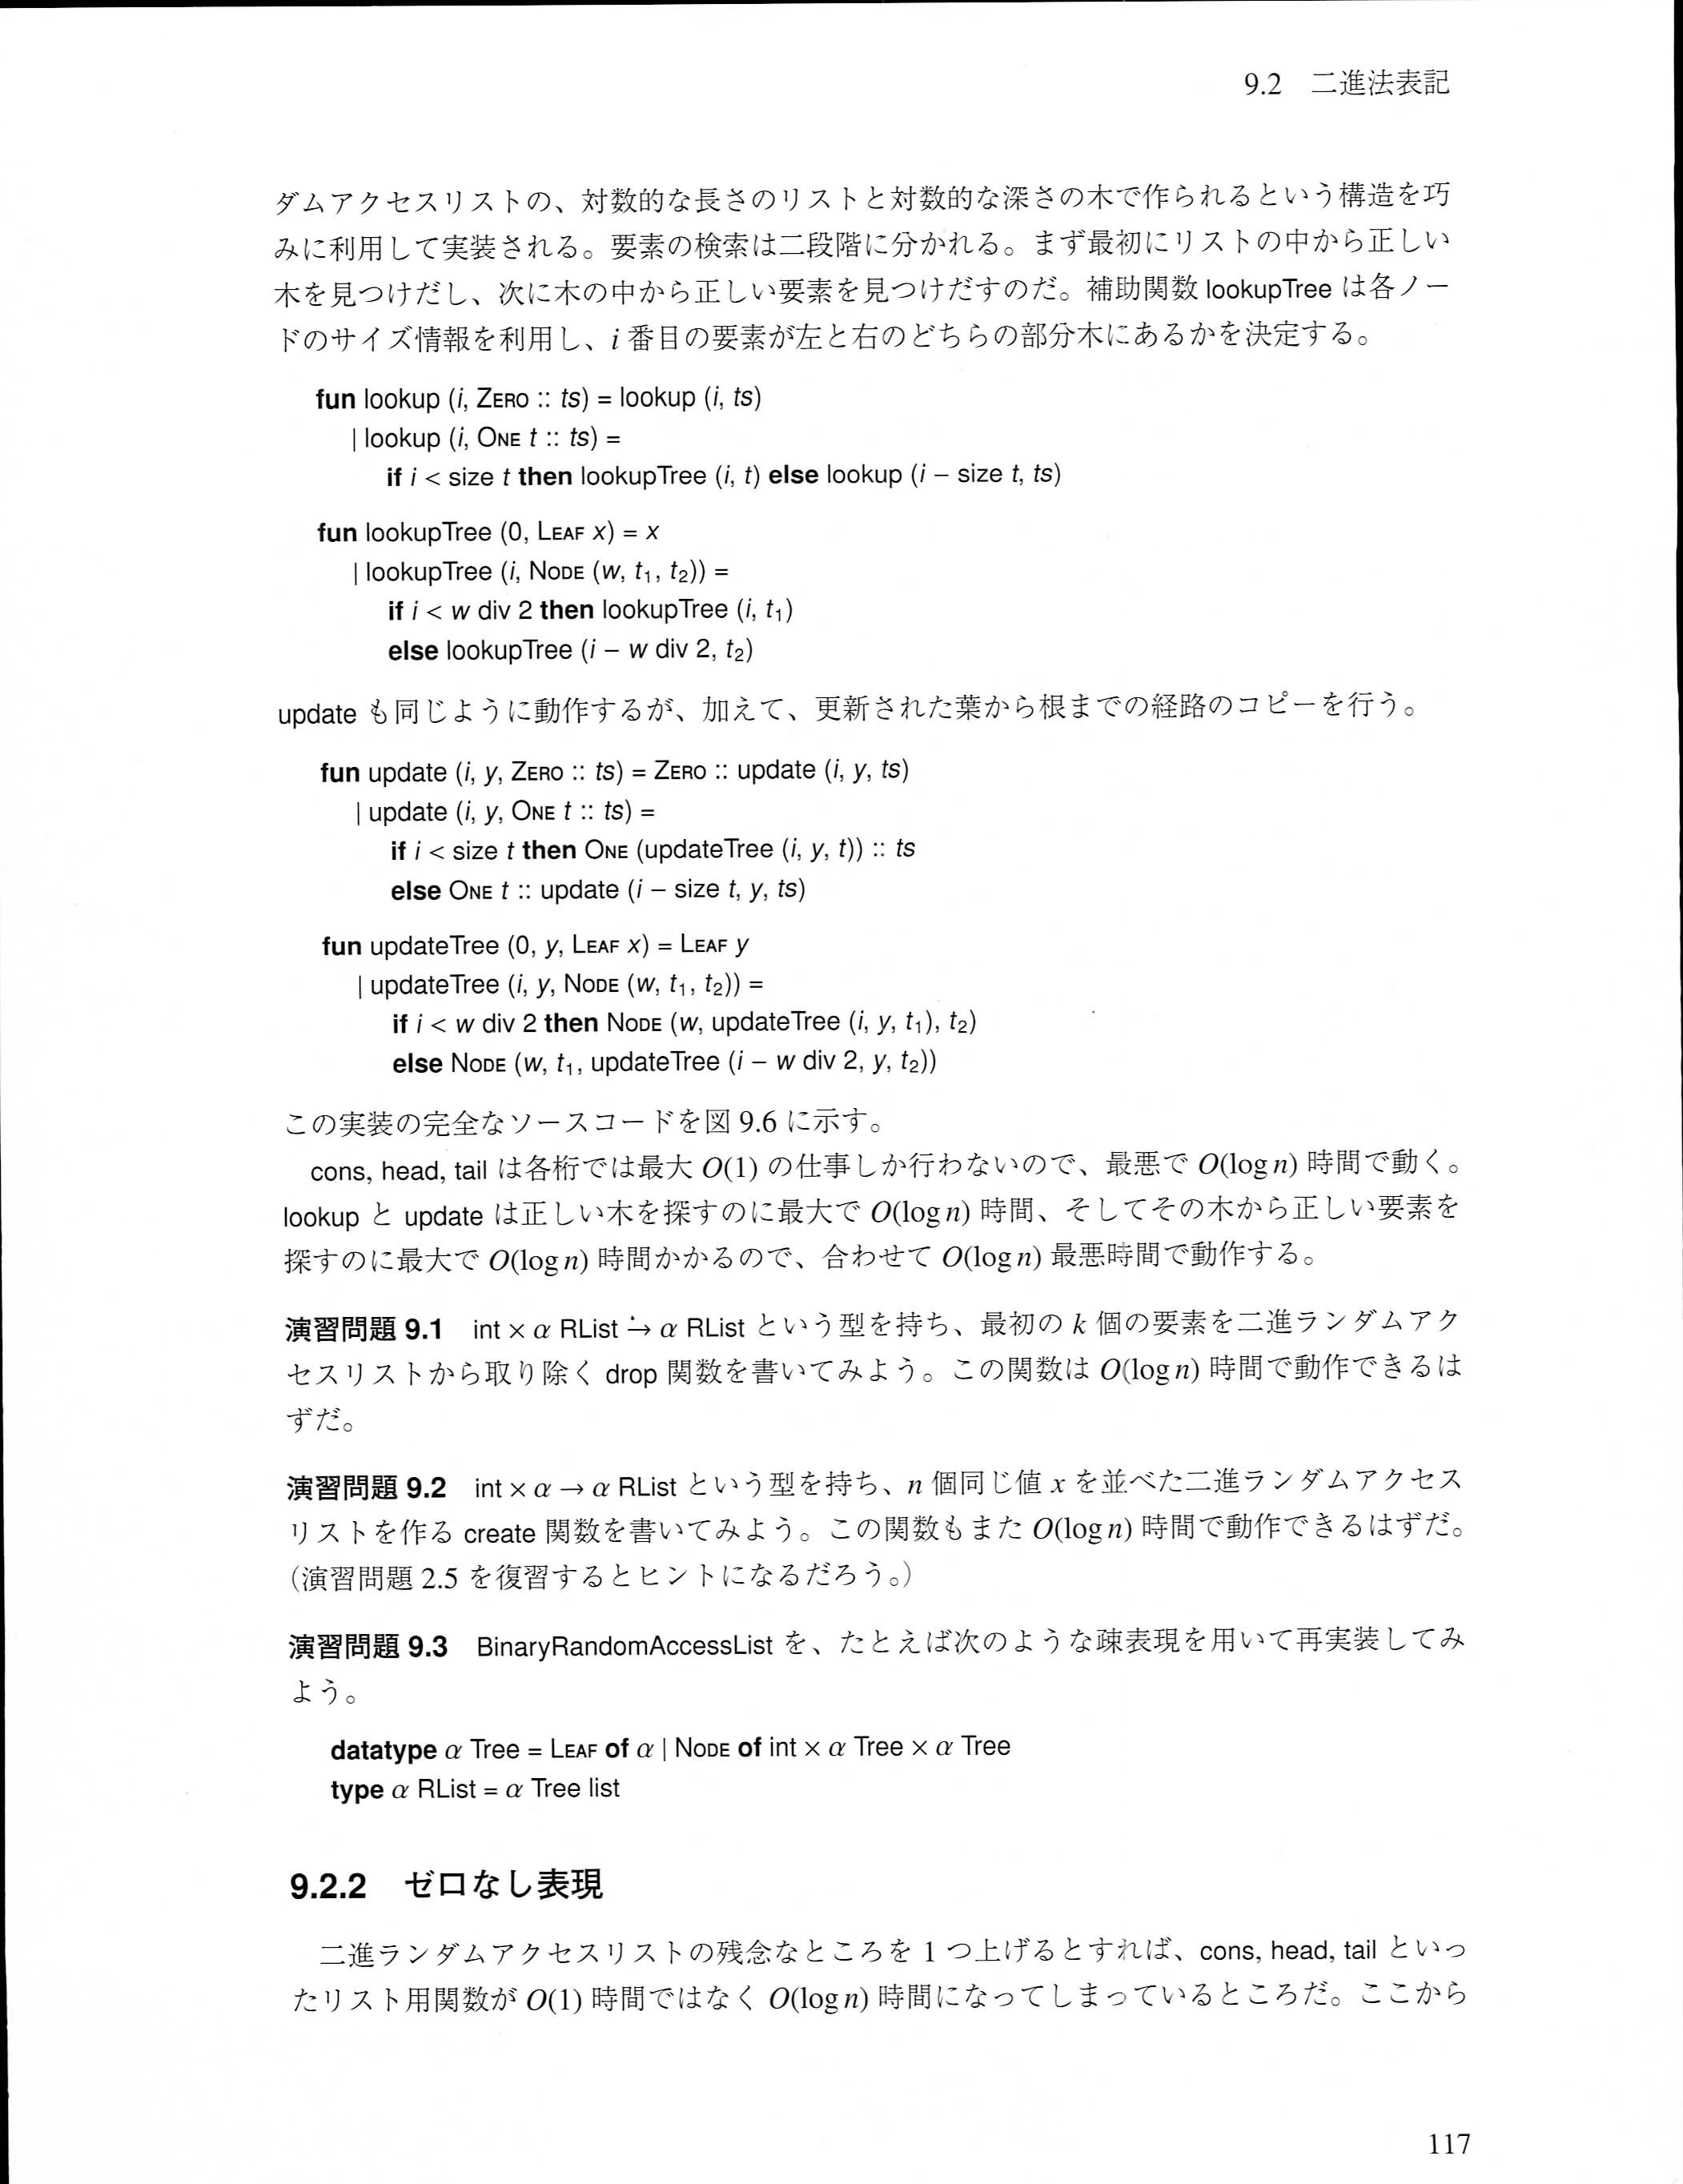 9.2 二進法表記
ダムアクセスリストの、対数的な長さのリストと対数的な深さの木で作られるという構造を巧
みに利用して実装される。要素の検索は二段階に分かれる。まず最初にリストの中から正しい
木を見つけだし、次に木の中から正しい要素を見つけだすのだ。補助関数 lookupTree は各ノー
ドのサイズ情報を利用し、i 番目の要素が左と右のどちらの部分木にあるかを決定する。
fun lookup (i, ZERO :: ts) = lookup (i, ts)
| lookup (i, ONE t :: ts) =
if i < size t then lookupTree (i, t) else lookup (i − size t, ts)
fun lookupTree (0, LEAF x) = x
| lookupTree (i, NODE (w, t₁, t₂)) =
if i < w div 2 then lookupTree (i, t₁)
else lookupTree (i − w div 2, t₂)
update も同じように動作するが、加えて、更新された葉から根までの経路のコピーを行う。
fun update (i, y, ZERO :: ts) = ZERO :: update (i, y, ts)
| update (i, y, ONE t :: ts) =
if i < size t then ONE (updateTree (i, y, t)) :: ts
else ONE t :: update (i − size t, y, ts)
fun updateTree (0, y, LEAF x) = LEAF y
| updateTree (i, y, NODE (w, t₁, t₂)) =
if i < w div 2 then NODE (w, updateTree (i, y, t₁), t₂)
else NODE (w, t₁, updateTree (i − w div 2, y, t₂))
この実装の完全なソースコードを図 9.6 に示す。
cons, head, tail は各桁では最大 O(1) の仕事しか行わないので、最悪で O(log n) 時間で動く。
lookup と update は正しい木を探すのに最大で O(log n) 時間、そしてその木から正しい要素を
探すのに最大で O(log n) 時間かかるので、合わせて O(log n) 最悪時間で動作する。
演習問題 9.1 int × α RList →̇ α RList という型を持ち、最初の k 個の要素を二進ランダムアク
セスリストから取り除く drop 関数を書いてみよう。この関数は O(log n) 時間で動作できるは
ずだ。
演習問題 9.2 int × α → α RList という型を持ち、n 個同じ値 x を並べた二進ランダムアクセス
リストを作る create 関数を書いてみよう。この関数もまた O(log n) 時間で動作できるはずだ。
（演習問題 2.5 を復習するとヒントになるだろう。）
演習問題 9.3 BinaryRandomAccessList を、たとえば次のような疎表現を用いて再実装してみ
よう。
datatype α Tree = LEAF of α | NODE of int × α Tree × α Tree
type α RList = α Tree list
9.2.2 ゼロなし表現
二進ランダムアクセスリストの残念なところを 1 つ上げるとすれば、cons, head, tail といっ
たリスト用関数が O(1) 時間ではなく O(log n) 時間になってしまっているところだ。ここから
117